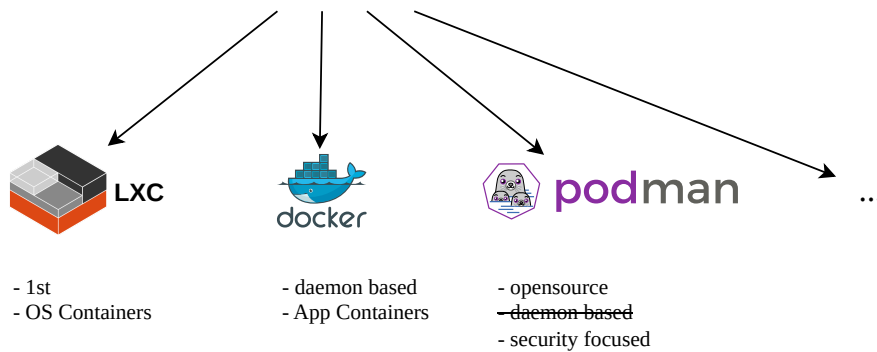 LXC
docker
podman
..
- 1st
- OS Containers
- daemon based
- App Containers
- opensource
- daemon based
- security focused